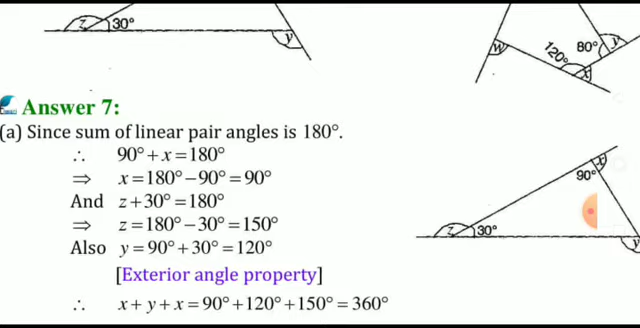 z 30° y
w 120° x 80° y
Answer 7:
(a) Since sum of linear pair angles is 180°.
∴ 90° + x = 180°
⇒ x = 180° − 90° = 90°
And z + 30° = 180°
⇒ z = 180° − 30° = 150°
Also y = 90° + 30° = 120°
[Exterior angle property]
∴ x + y + x = 90° + 120° + 150° = 360°
x
90°
z 30° y